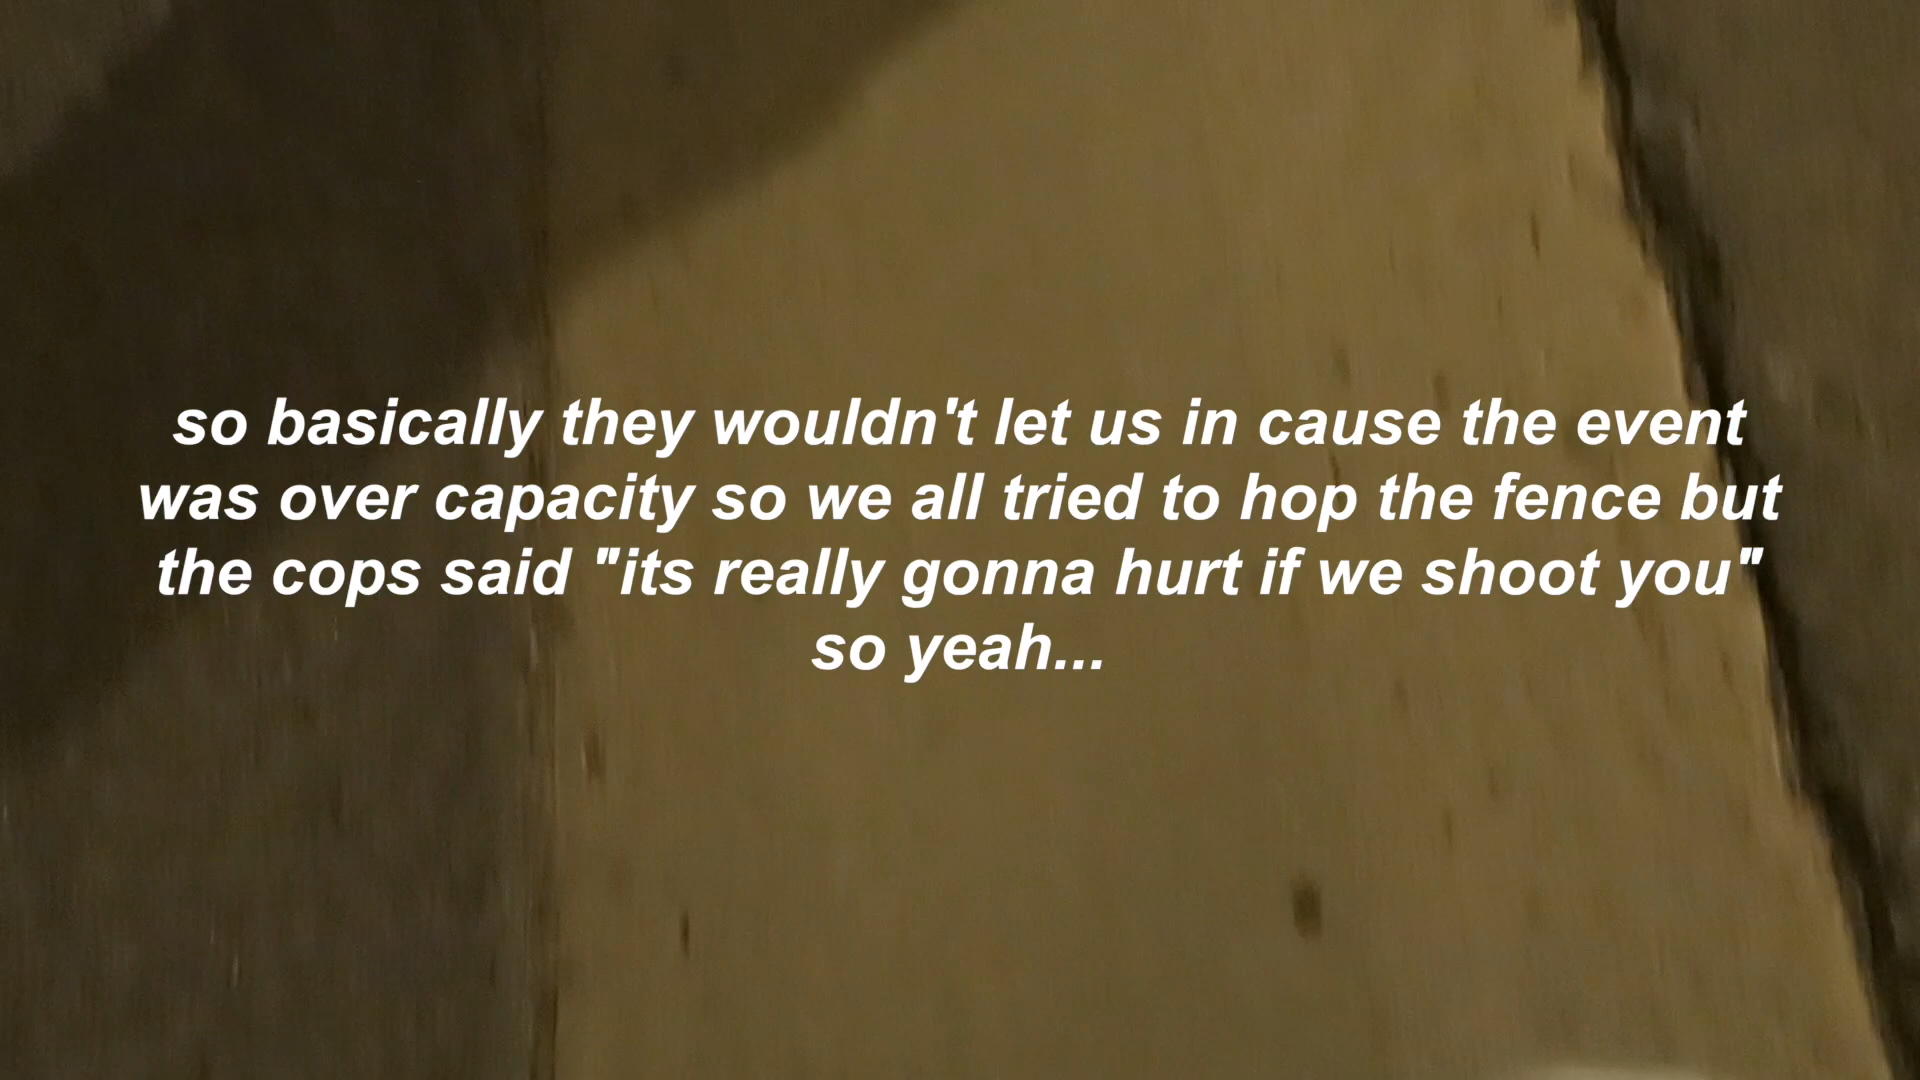 so basically they wouldn't let us in cause the event
was over capacity so we all tried to hop the fence but
the cops said "its really gonna hurt if we shoot you"
so yeah...